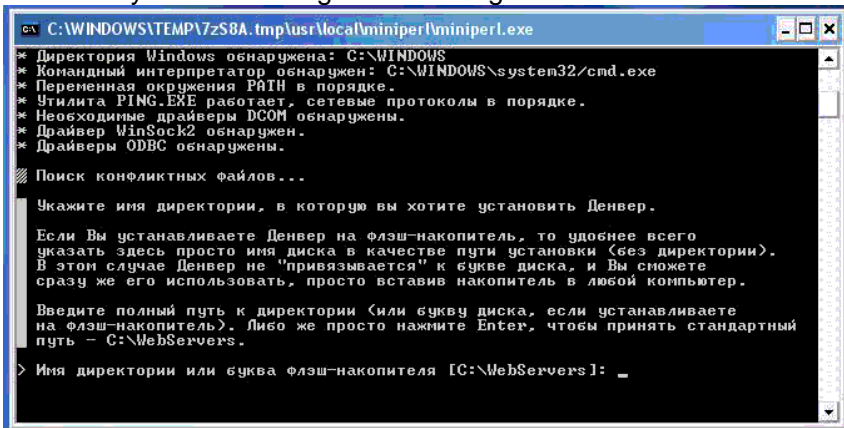 C:\WINDOWS\TEMP\7zS8A.tmp\usr\local\miniperl\miniperl.exe
* Директория Windows обнаружена: C:\WINDOWS
* Командный интерпретатор обнаружен: C:\WINDOWS\system32/cmd.exe
* Переменная окружения PATH в порядке.
* Утилита PING.EXE работает, сетевые протоколы в порядке.
* Необходимые драйверы DCOM обнаружены.
* Драйвер WinSock2 обнаружен.
* Драйверы ODBC обнаружены.
Поиск конфликтных файлов...
Укажите имя директории, в которую вы хотите установить Денвер.
Если Вы устанавливаете Денвер на флэш-накопитель, то удобнее всего
указать здесь просто имя диска в качестве пути установки (без директории).
В этом случае Денвер не "привязывается" к букве диска, и Вы сможете
сразу же его использовать, просто вставив накопитель в любой компьютер.
Введите полный путь к директории (или букву диска, если устанавливаете
на флэш-накопитель). Либо же просто нажмите Enter, чтобы принять стандартный
путь - C:\WebServers.
> Имя директории или буква флэш-накопителя [C:\WebServers]: _